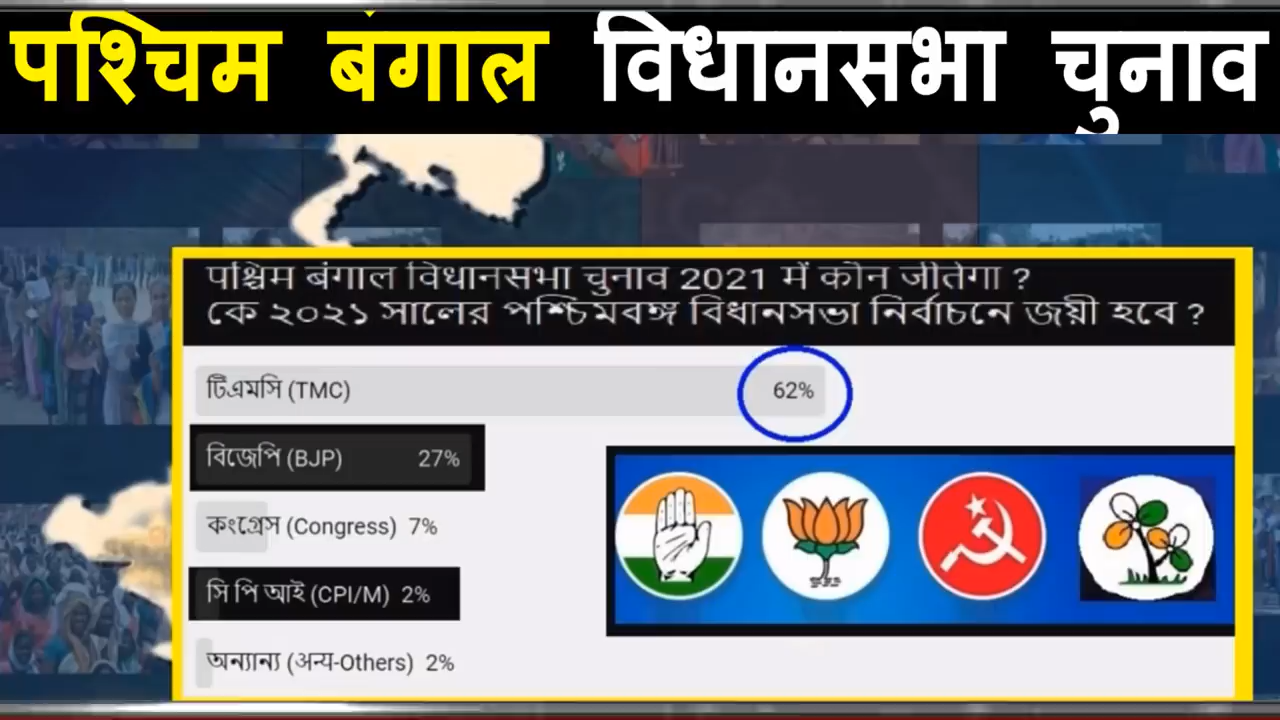 पश्चिम बंगाल विधानसभा चुनाव
पश्चिम बंगाल विधानसभा चुनाव 2021 में कौन जीतेगा ?
কে ২০২১ সালের পশ্চিমবঙ্গ বিধানসভা নির্বাচনে জয়ী হবে ?
টিএমসি (TMC) 62%
বিজেপি (BJP) 27%
কংগ্রেস (Congress) 7%
সি পি আই (CPI/M) 2%
অন্যান্য (अन्य-Others) 2%